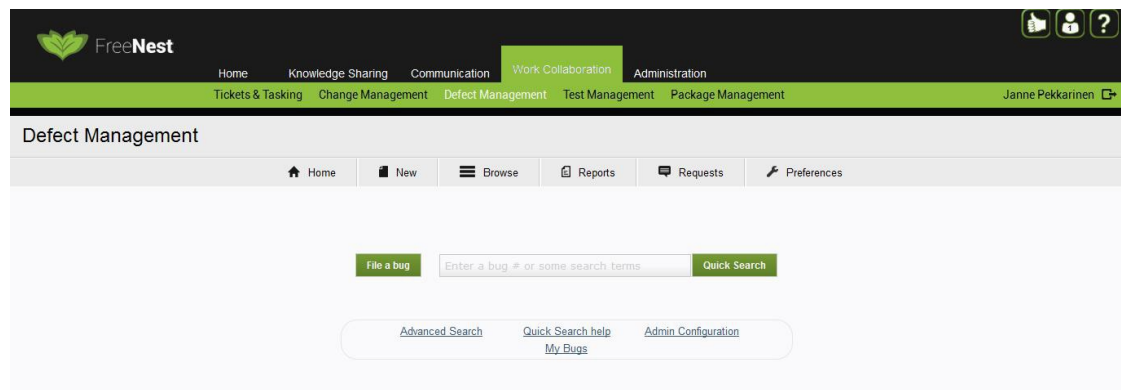 FreeNest
Home Knowledge Sharing Communication Work Collaboration Administration
Tickets & Tasking Change Management Defect Management Test Management Package Management Janne Pekkarinen
Defect Management
Home New Browse Reports Requests Preferences
File a bug Enter a bug # or some search terms Quick Search
Advanced Search Quick Search help Admin Configuration
My Bugs